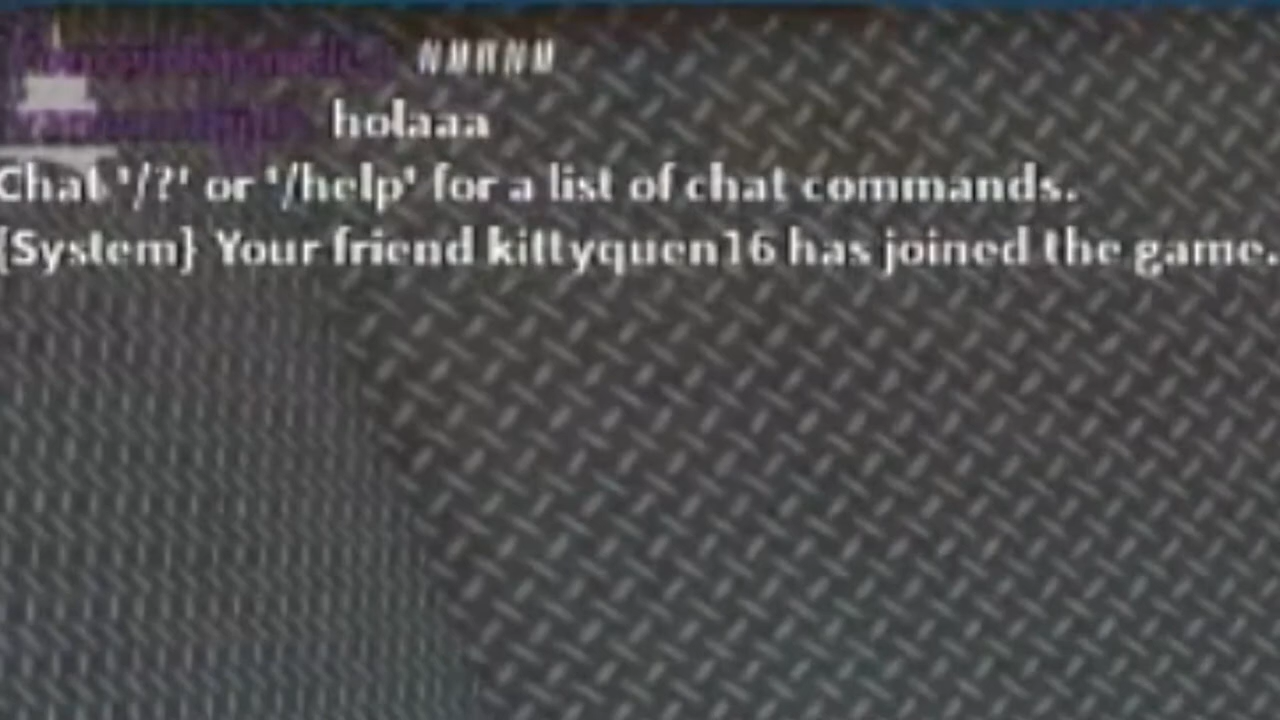 #####
holaaa
Chat '/?' or '/help' for a list of chat commands.
{System} Your friend kittyquen16 has joined the game.